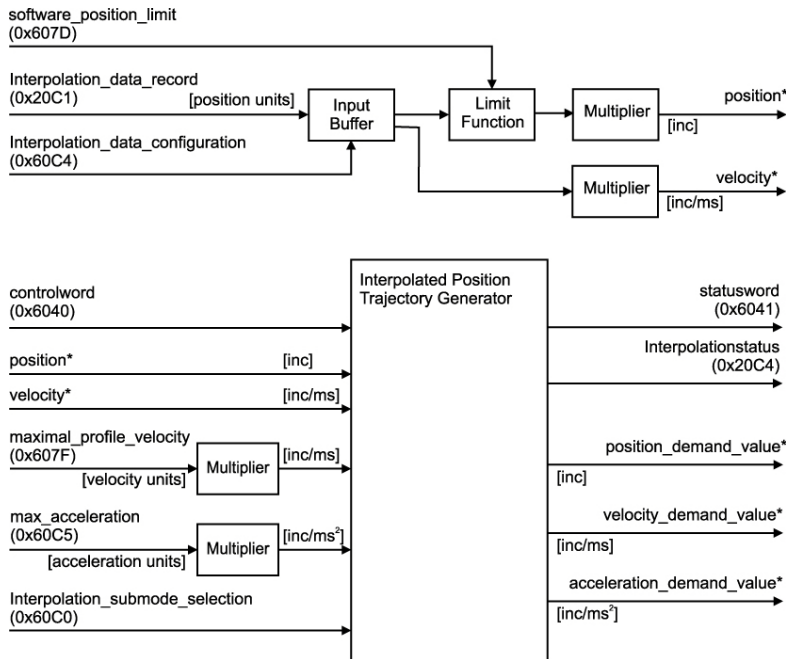 software_position_limit
(0x607D)
Interpolation_data_record
(0x20C1)
[position units]
Input
Buffer
Limit
Function
Multiplier
position*
[inc]
Interpolation_data_configuration
(0x60C4)
Multiplier
velocity*
[inc/ms]
Interpolated Position
Trajectory Generator
controlword
(0x6040)
statusword
(0x6041)
position*
[inc]
Interpolationstatus
(0x20C4)
velocity*
[inc/ms]
maximal_profile_velocity
(0x607F)
[velocity units]
Multiplier
[inc/ms]
position_demand_value*
[inc]
max_acceleration
(0x60C5)
[acceleration units]
Multiplier
[inc/ms²]
velocity_demand_value*
[inc/ms]
Interpolation_submode_selection
(0x60C0)
acceleration_demand_value*
[inc/ms²]